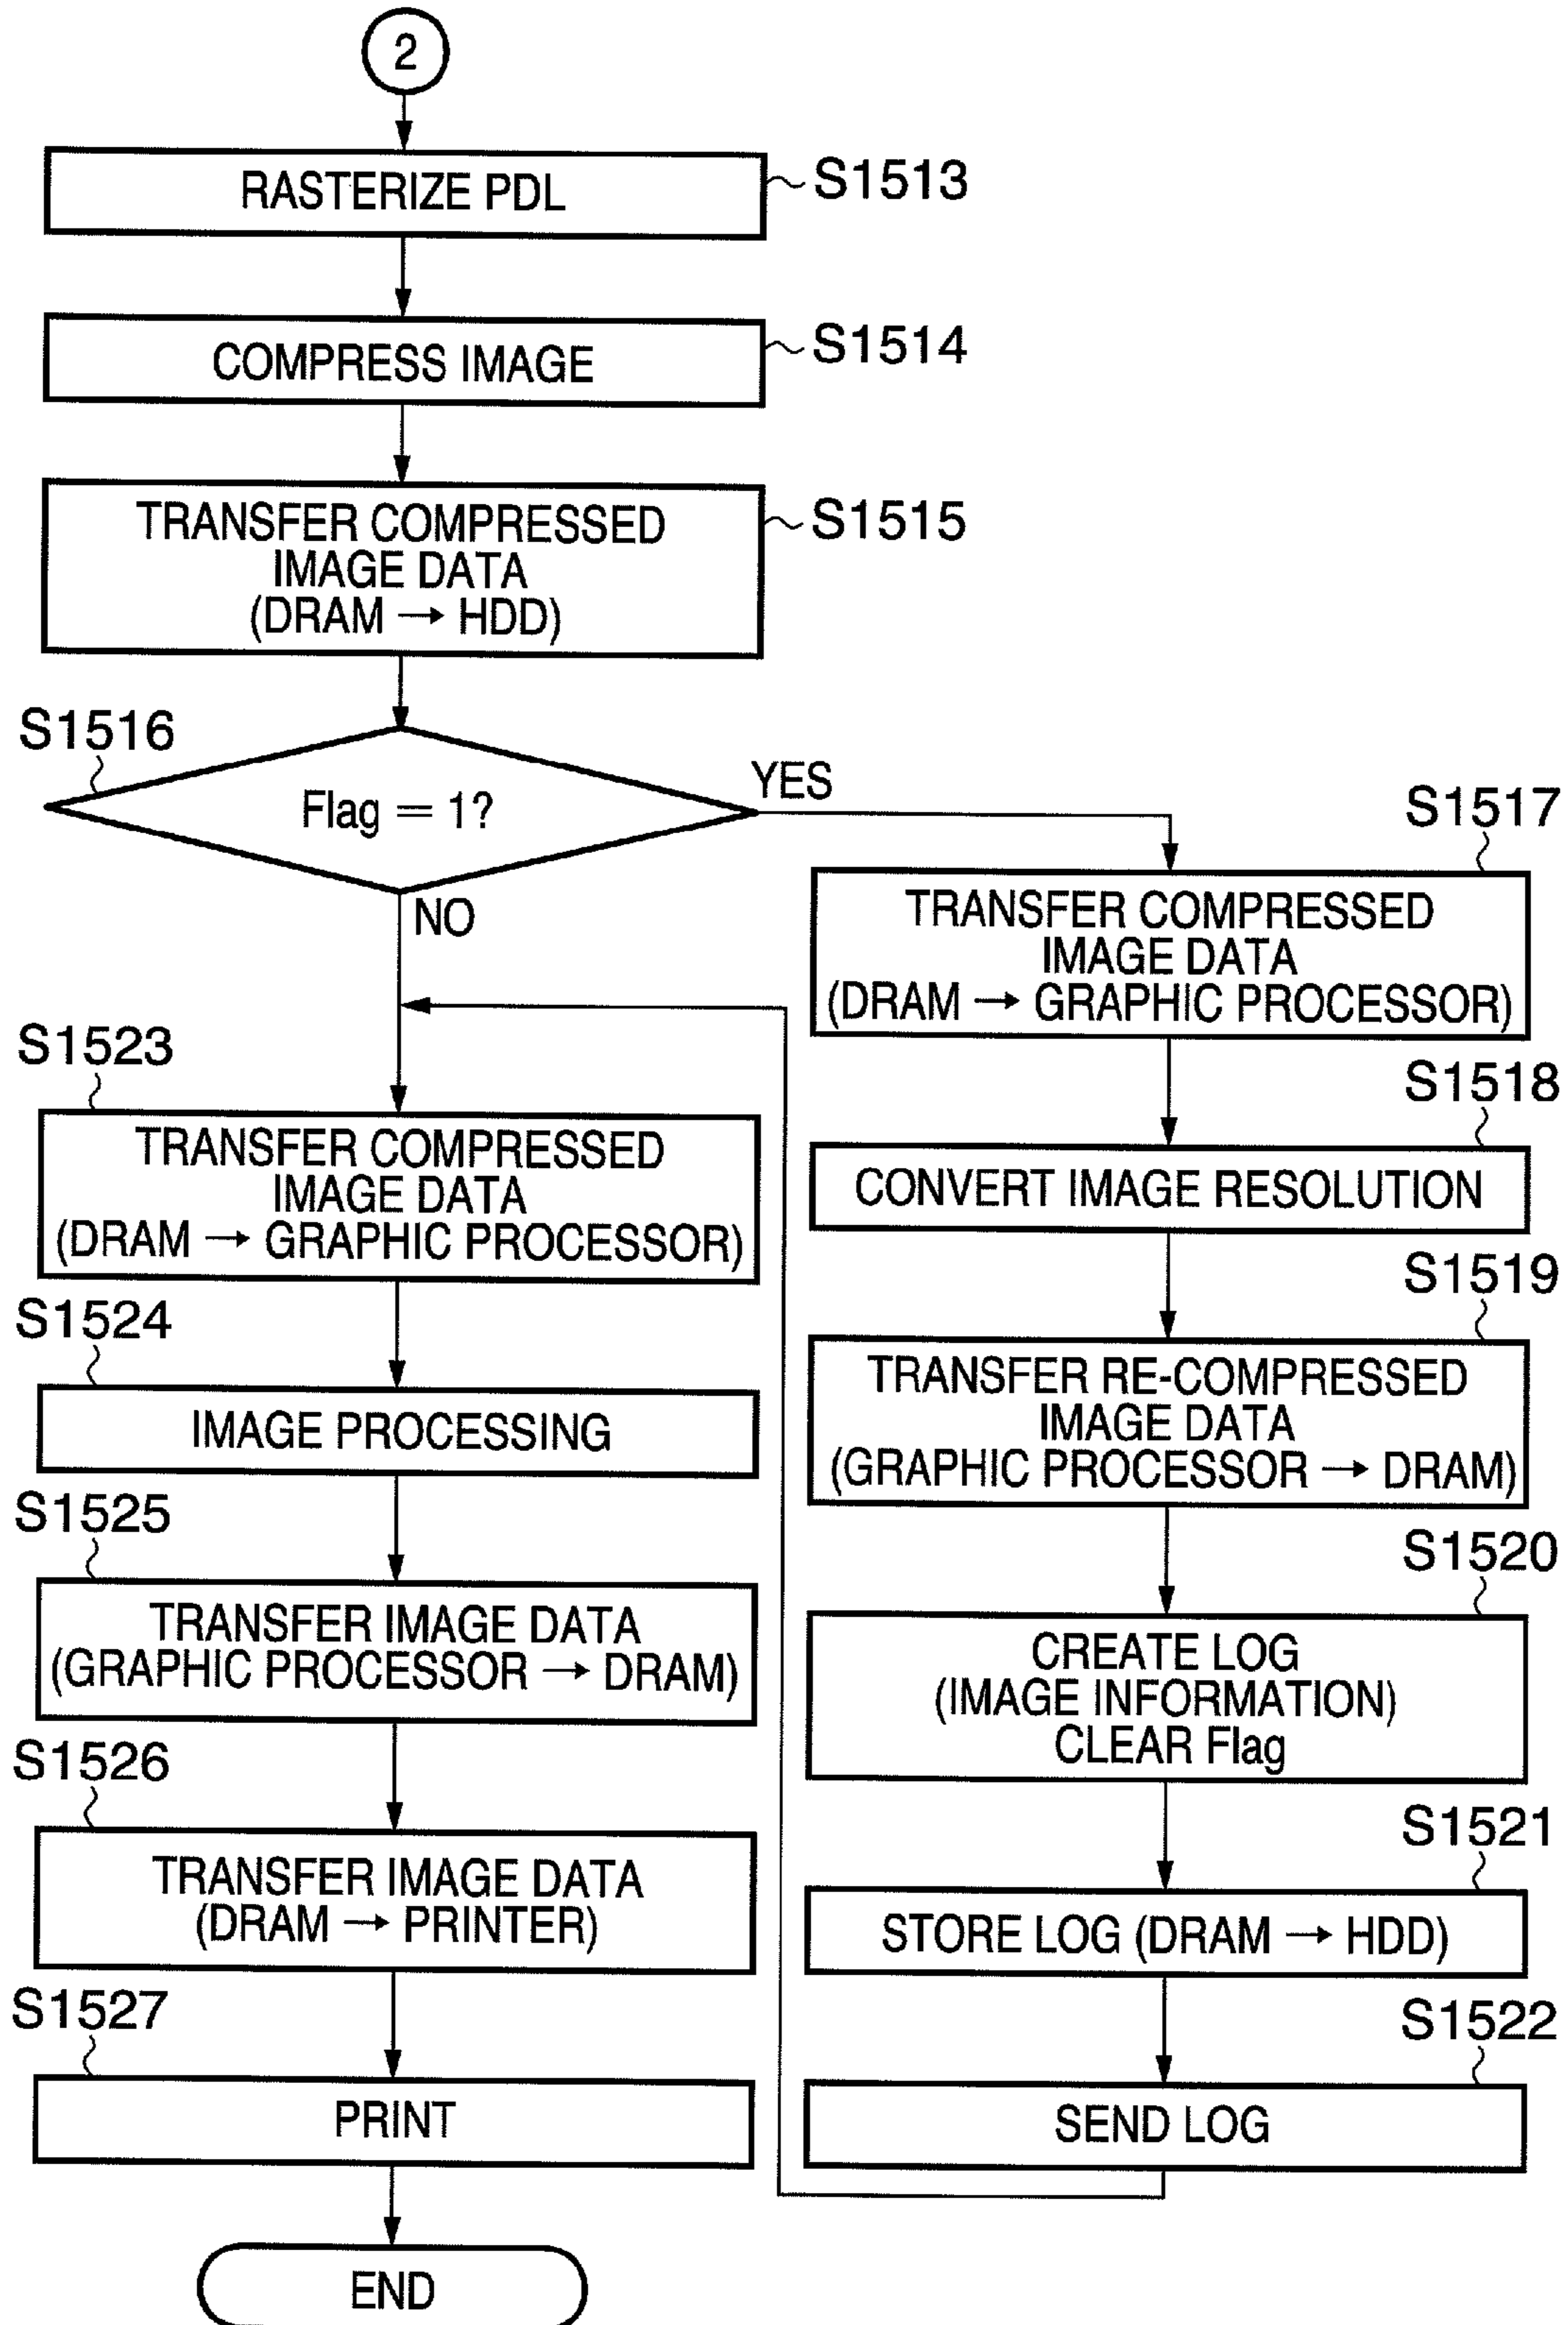 2
RASTERIZE PDL
S1513
COMPRESS IMAGE
S1514
TRANSFER COMPRESSED
IMAGE DATA
(DRAM → HDD)
S1515
S1516
Flag = 1?
YES
NO
S1517
TRANSFER COMPRESSED
IMAGE DATA
(DRAM → GRAPHIC PROCESSOR)
S1518
CONVERT IMAGE RESOLUTION
S1519
TRANSFER RE-COMPRESSED
IMAGE DATA
(GRAPHIC PROCESSOR → DRAM)
S1520
CREATE LOG
(IMAGE INFORMATION)
CLEAR Flag
S1521
STORE LOG (DRAM → HDD)
S1522
SEND LOG
S1523
TRANSFER COMPRESSED
IMAGE DATA
(DRAM → GRAPHIC PROCESSOR)
S1524
IMAGE PROCESSING
S1525
TRANSFER IMAGE DATA
(GRAPHIC PROCESSOR → DRAM)
S1526
TRANSFER IMAGE DATA
(DRAM → PRINTER)
S1527
PRINT
END